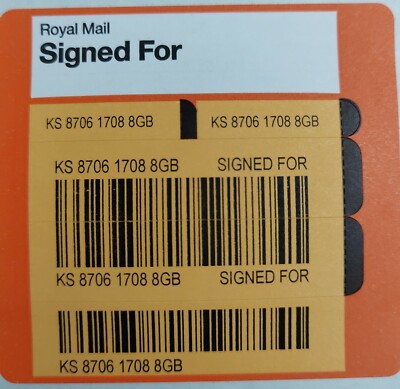 Royal Mail
Signed For
KS 8706 1708 8GB KS 8706 1708 8GB
KS 8706 1708 8GB SIGNED FOR
KS 8706 1708 8GB SIGNED FOR
KS 8706 1708 8GB